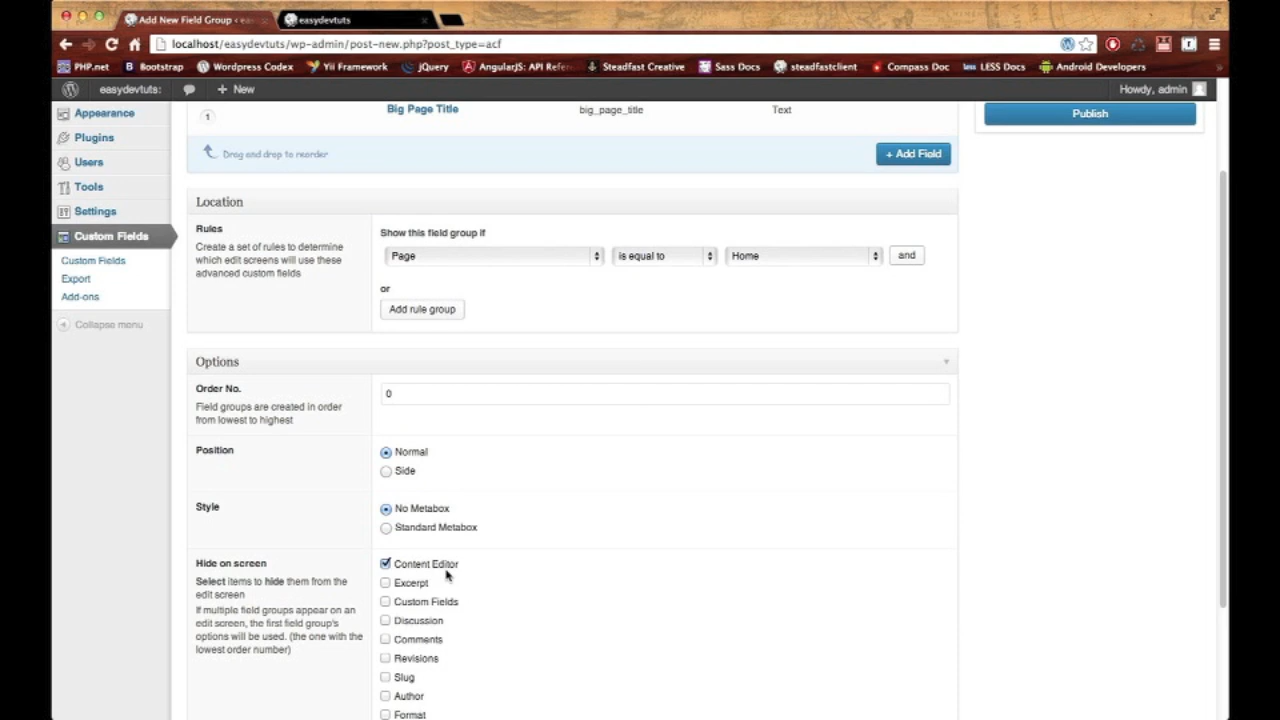 Add New Field Group ‹ eas
easydevtuts
localhost/easydevtuts/wp-admin/post-new.php?post_type=acf
PHP.net Bootstrap Wordpress Codex Yii Framework jQuery AngularJS: API Refer Steadfast Creative Sass Docs steadfastclient Compass Doc LESS Docs Android Developers
easydevtuts: + New Howdy, admin
Appearance
Plugins
Users
Tools
Settings
Custom Fields
Custom Fields
Export
Add-ons
Collapse menu
1 Big Page Title big_page_title Text
Drag and drop to reorder
+ Add Field
Publish
Location
Rules
Create a set of rules to determine
which edit screens will use these
advanced custom fields
Show this field group if
Page is equal to Home and
or
Add rule group
Options
Order No.
Field groups are created in order
from lowest to highest
0
Position
Normal
Side
Style
No Metabox
Standard Metabox
Hide on screen
Select items to hide them from the
edit screen
If multiple field groups appear on an
edit screen, the first field group's
options will be used. (the one with the
lowest order number)
Content Editor
Excerpt
Custom Fields
Discussion
Comments
Revisions
Slug
Author
Format